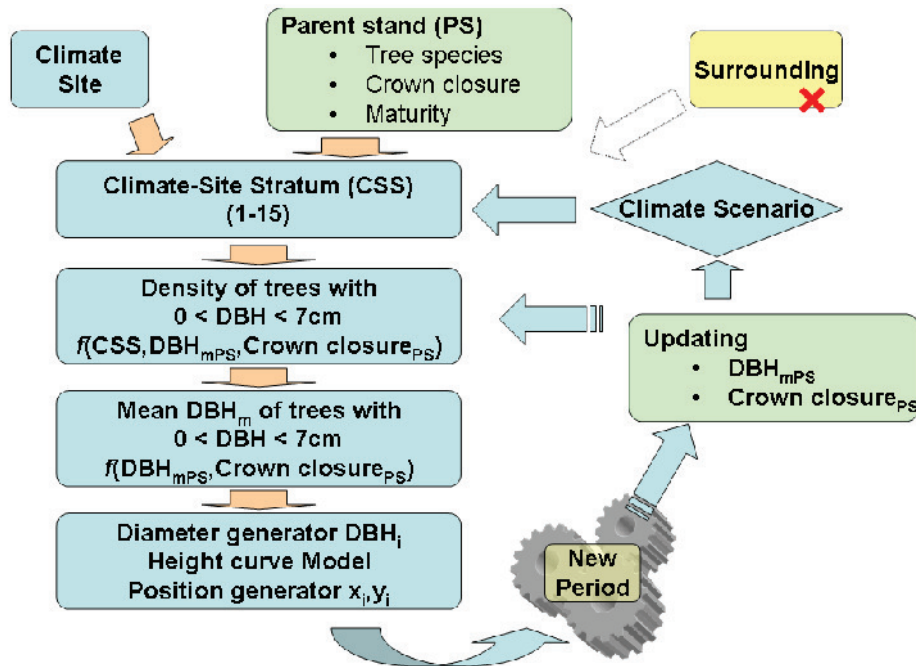 Climate
Site
Parent stand (PS)
• Tree species
• Crown closure
• Maturity
Surrounding
Climate-Site Stratum (CSS)
(1-15)
Climate Scenario
Density of trees with
0 < DBH < 7cm
f(CSS,DBHmPS,Crown closurePS)
Updating
• DBHmPS
• Crown closurePS
Mean DBHm of trees with
0 < DBH < 7cm
f(DBHmPS,Crown closurePS)
Diameter generator DBHi
Height curve Model
Position generator xi,yi
New
Period